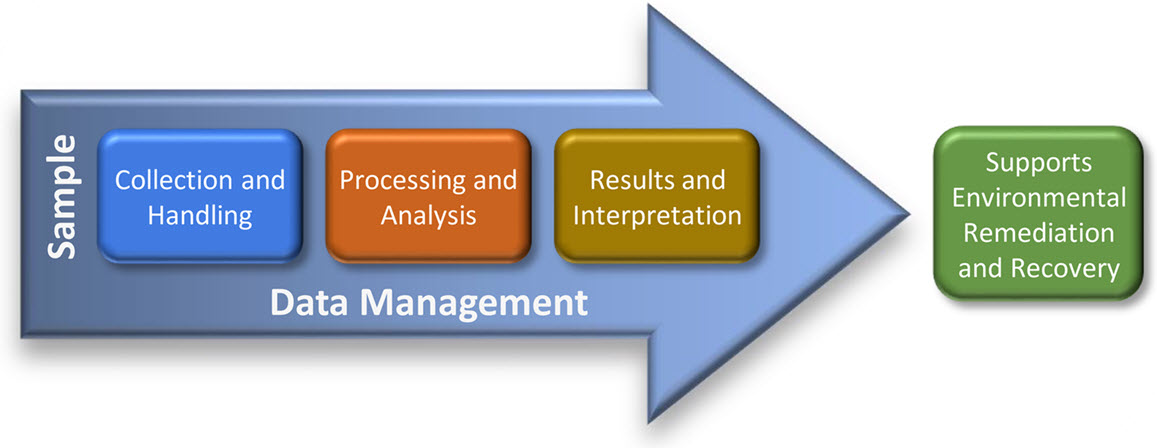 Sample
Collection and
Handling
Processing and
Analysis
Results and
Interpretation
Data Management
Supports
Environmental
Remediation
and Recovery